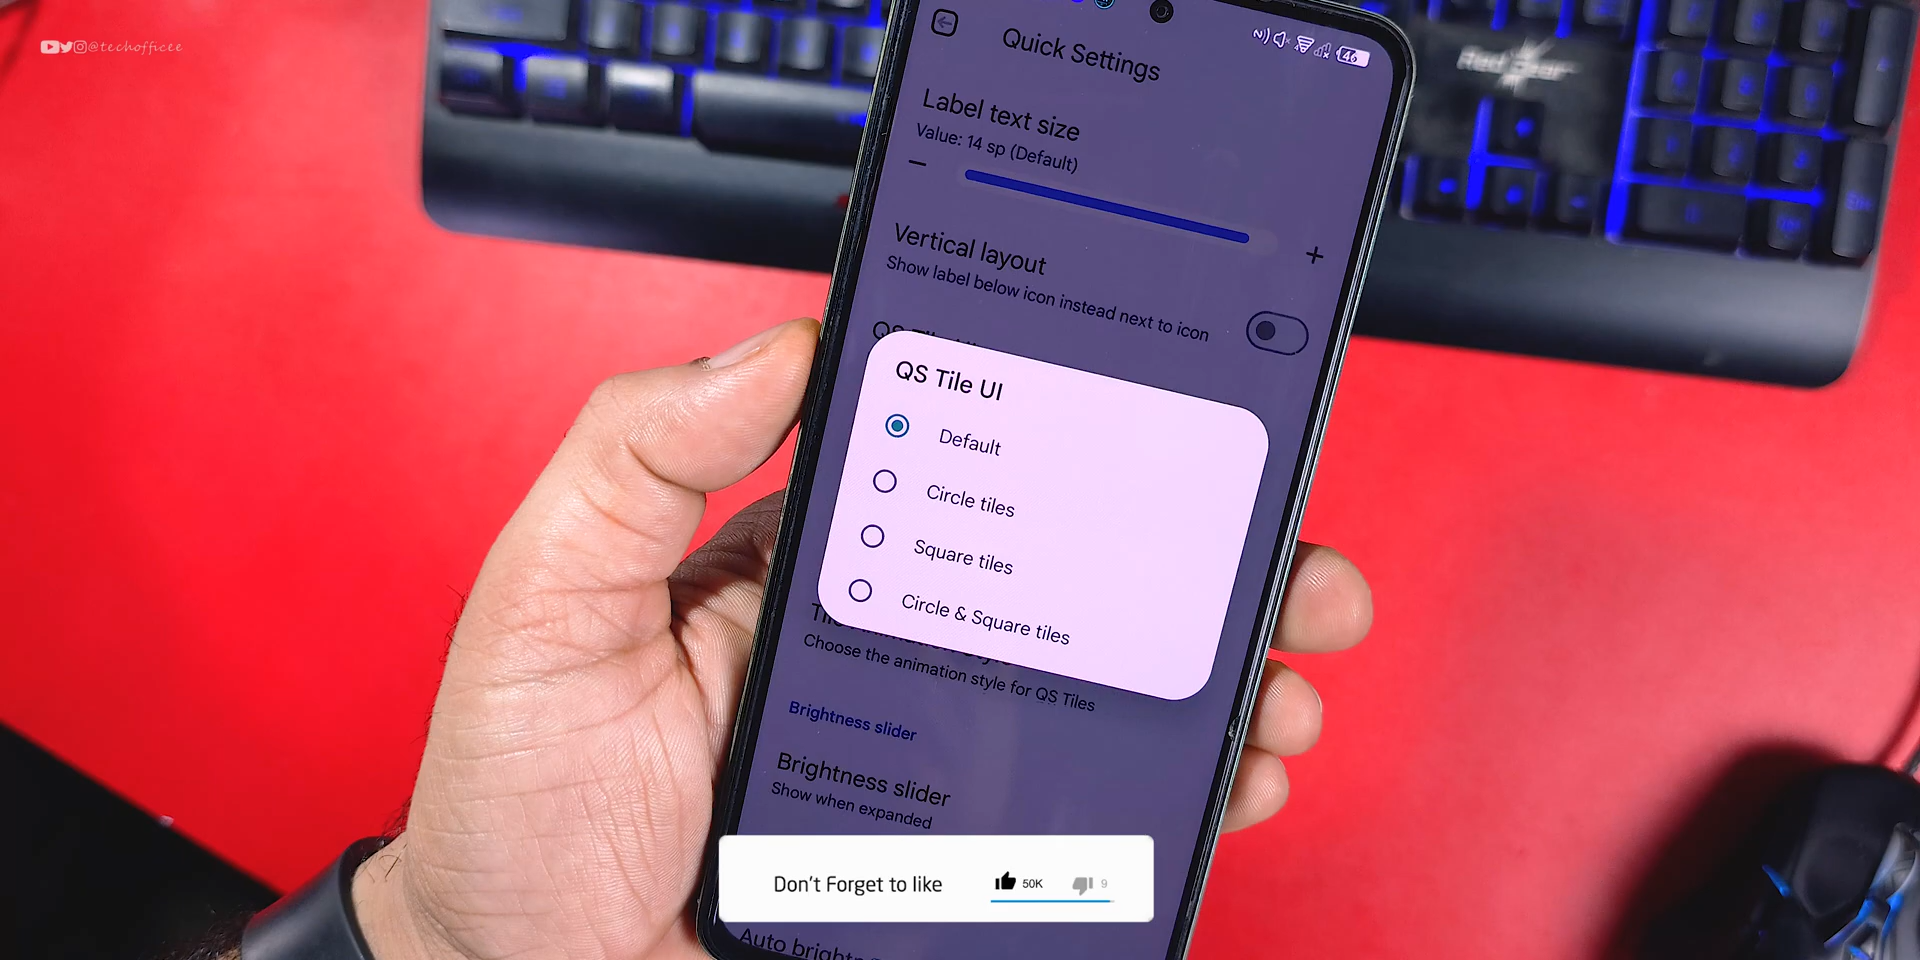 @techofficee
Quick Settings
46
Label text size
Value: 14 sp (Default)
Vertical layout
Show label below icon instead next to icon
QS Tile UI
Default
Circle tiles
Square tiles
Circle & Square tiles
Choose the animation style for QS Tiles
Brightness slider
Brightness slider
Show when expanded
Don't Forget to like
50K
9
Auto